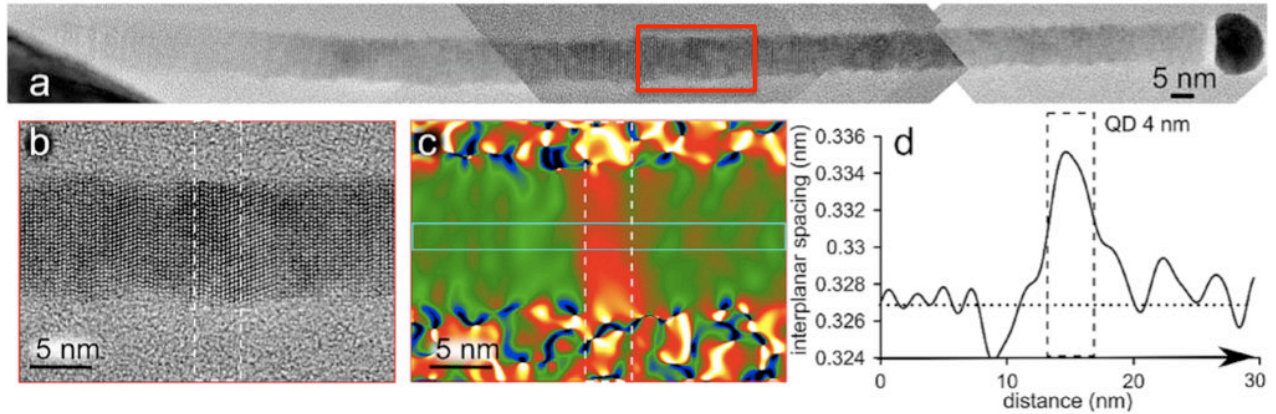 a
5 nm
b
5 nm
c
5 nm
d
QD 4 nm
interplanar spacing (nm)
0.336
0.334
0.332
0.33
0.328
0.326
0.324
0
10
20
30
distance (nm)